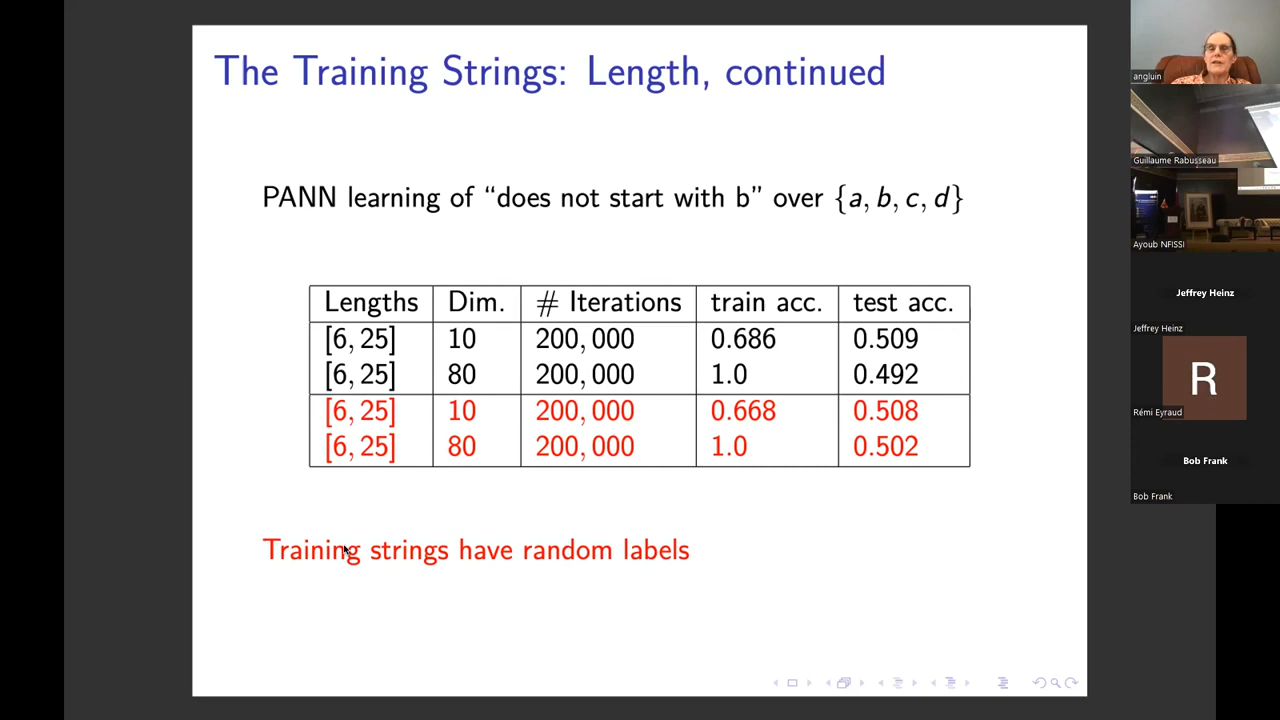 The Training Strings: Length, continued
PANN learning of “does not start with b” over {a, b, c, d}
Lengths Dim. # Iterations train acc. test acc.
[6, 25] 10 200, 000 0.686 0.509
[6, 25] 80 200, 000 1.0 0.492
[6, 25] 10 200, 000 0.668 0.508
[6, 25] 80 200, 000 1.0 0.502
Training strings have random labels
angluin
Guillaume Rabusseau
Ayoub NFISSI
Jeffrey Heinz
Jeffrey Heinz
R
Rémi Eyraud
Bob Frank
Bob Frank